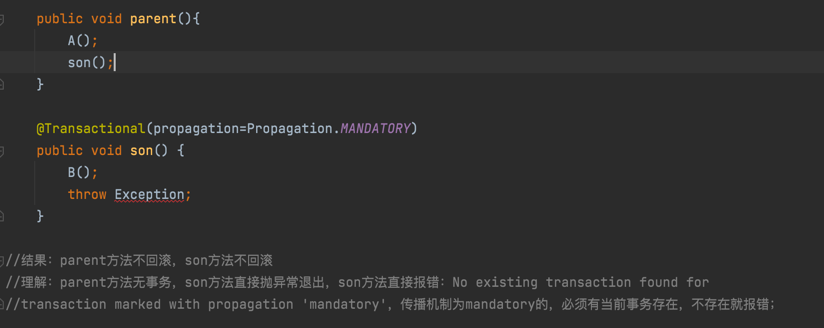 public void parent(){
A();
son();
}
@Transactional(propagation=Propagation.MANDATORY)
public void son() {
B();
throw Exception;
}
//结果：parent方法不回滚，son方法不回滚
//理解：parent方法无事务，son方法直接抛异常退出，son方法直接报错：No existing transaction found for
//transaction marked with propagation 'mandatory'，传播机制为mandatory的，必须有当前事务存在，不存在就报错；